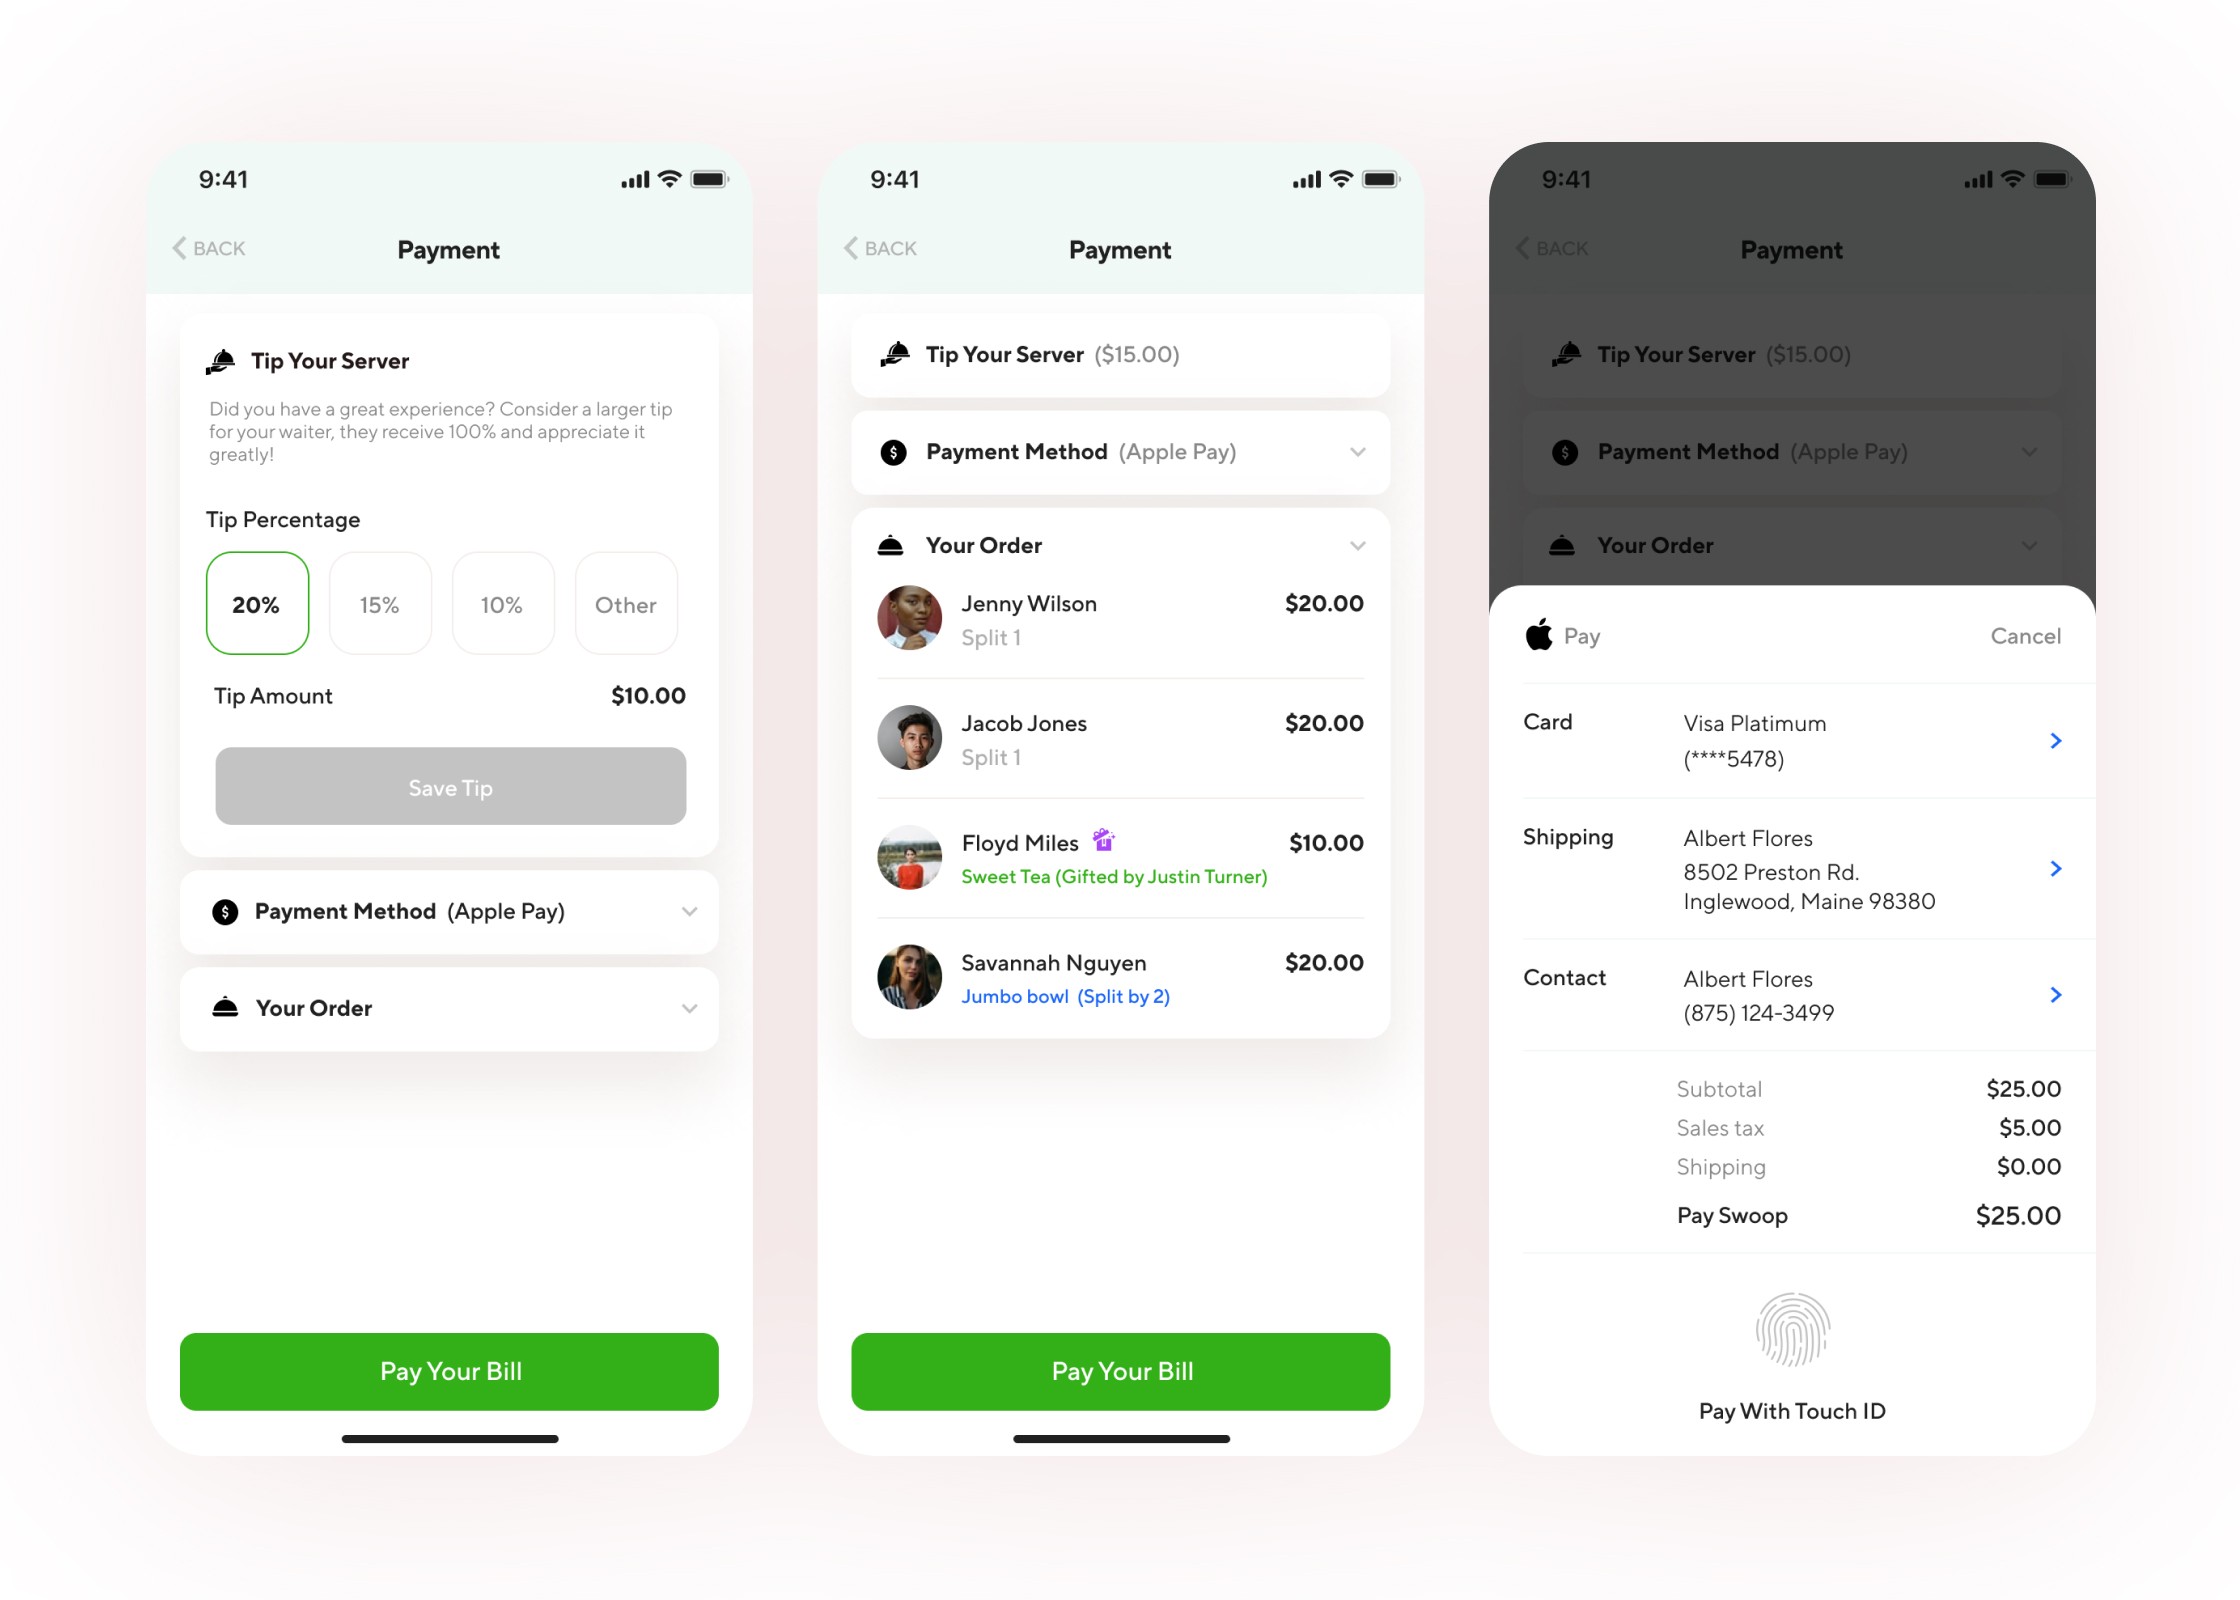 9:41
BACK
Payment
Tip Your Server
Did you have a great experience? Consider a larger tip
for your waiter, they receive 100% and appreciate it
greatly!
Tip Percentage
20%
15%
10%
Other
Tip Amount $10.00
Save Tip
Payment Method (Apple Pay)
Your Order
Pay Your Bill
9:41
BACK
Payment
Tip Your Server ($15.00)
Payment Method (Apple Pay)
Your Order
Jenny Wilson $20.00
Split 1
Jacob Jones $20.00
Split 1
Floyd Miles $10.00
Sweet Tea (Gifted by Justin Turner)
Savannah Nguyen $20.00
Jumbo bowl (Split by 2)
Pay Your Bill
9:41
BACK
Payment
Tip Your Server ($15.00)
Payment Method (Apple Pay)
Your Order
Pay
Cancel
Card Visa Platimum
(****5478)
Shipping Albert Flores
8502 Preston Rd.
Inglewood, Maine 98380
Contact Albert Flores
(875) 124-3499
Subtotal $25.00
Sales tax $5.00
Shipping $0.00
Pay Swoop $25.00
Pay With Touch ID